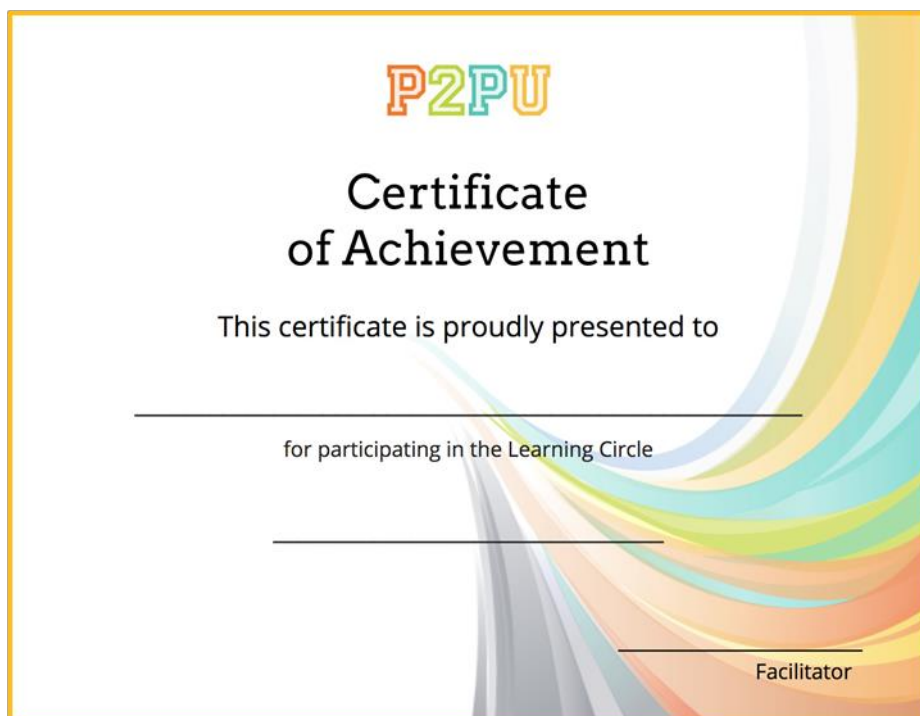 P2PU
Certificate
of Achievement
This certificate is proudly presented to
for participating in the Learning Circle
Facilitator